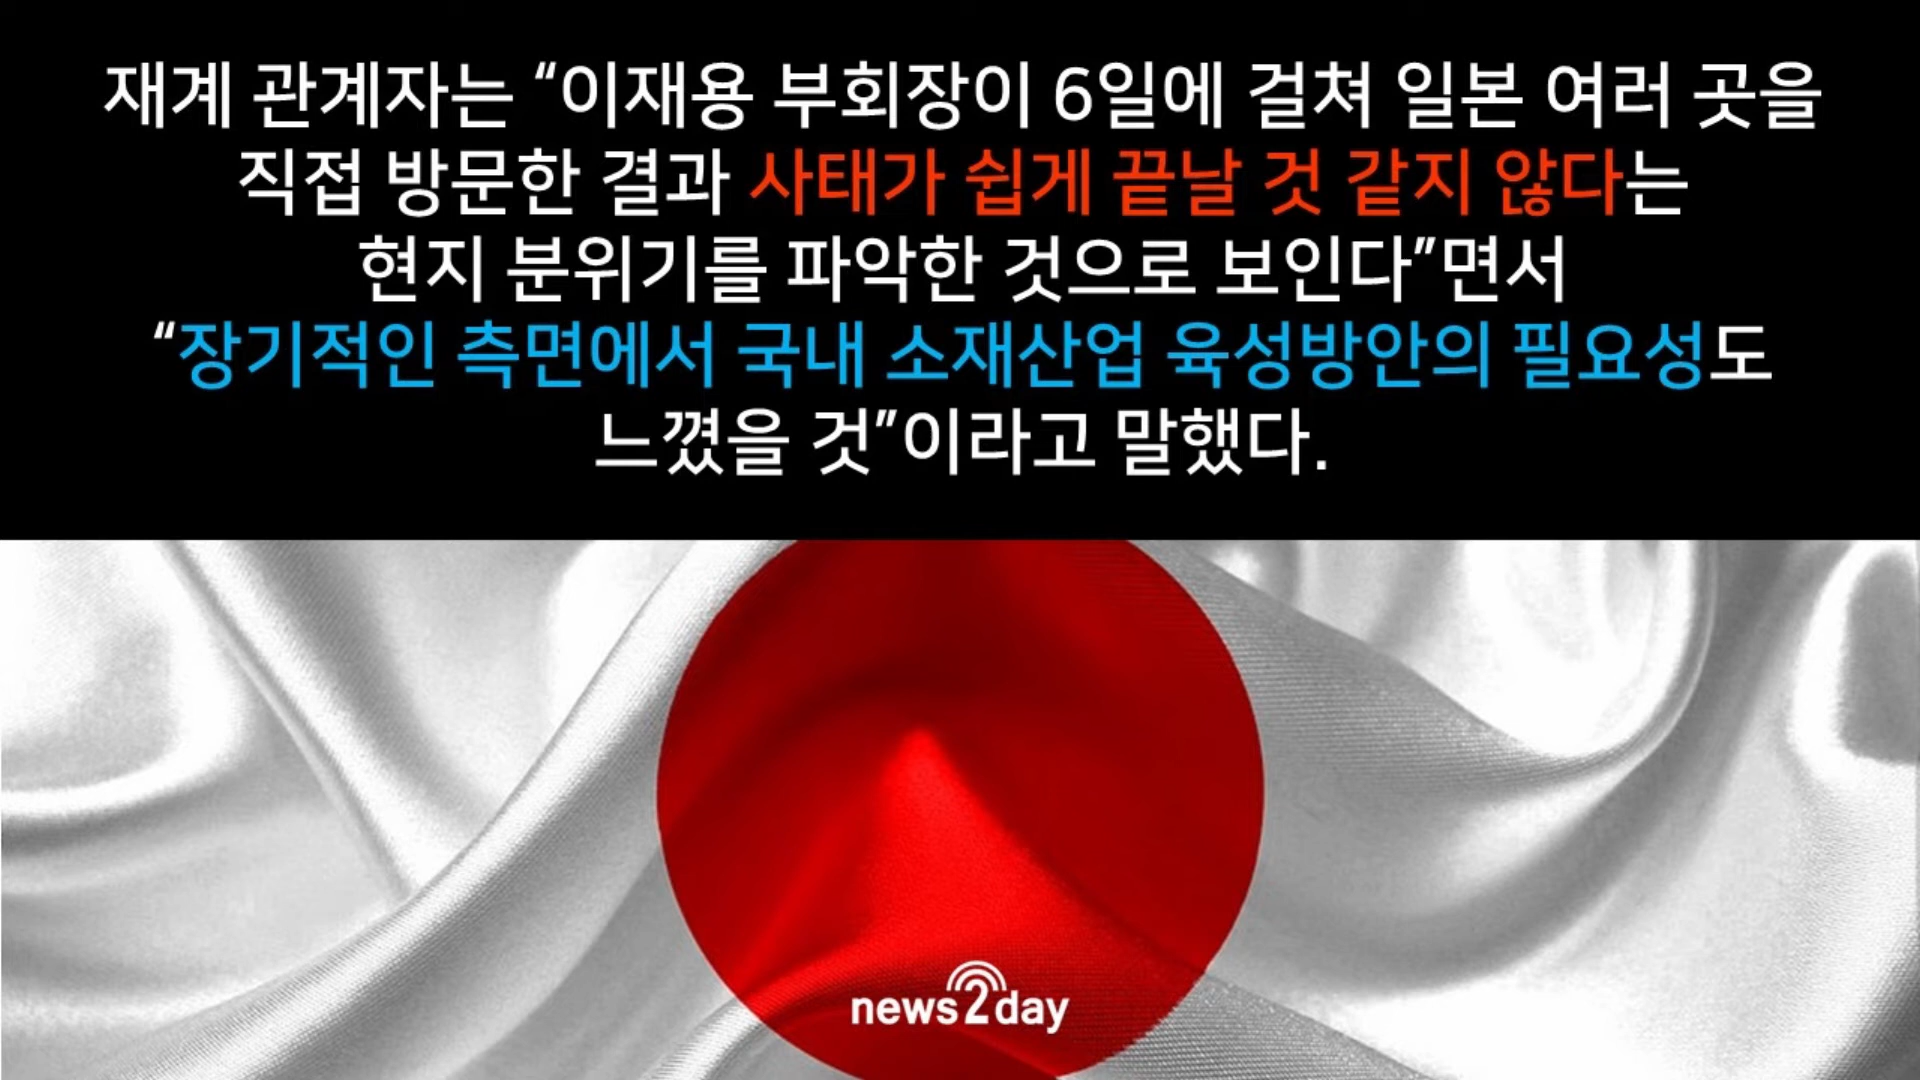 재계 관계자는 “이재용 부회장이 6일에 걸쳐 일본 여러 곳을
직접 방문한 결과 사태가 쉽게 끝날 것 같지 않다는
현지 분위기를 파악한 것으로 보인다”면서
“장기적인 측면에서 국내 소재산업 육성방안의 필요성도
느꼈을 것”이라고 말했다.
news2day